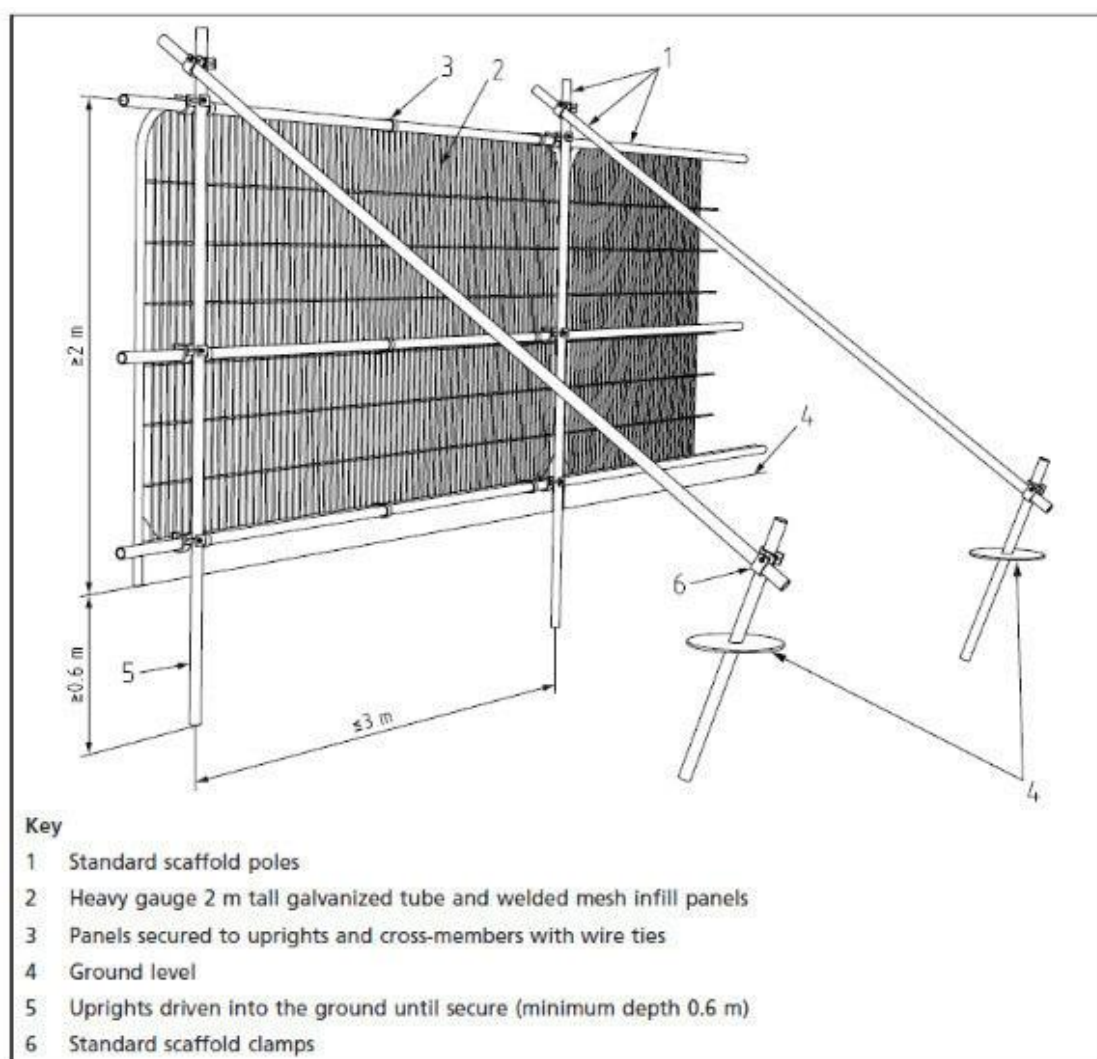 3
2
1
≥2 m
4
6
5
≥0.6 m
≤3 m
4
Key
1 Standard scaffold poles
2 Heavy gauge 2 m tall galvanized tube and welded mesh infill panels
3 Panels secured to uprights and cross-members with wire ties
4 Ground level
5 Uprights driven into the ground until secure (minimum depth 0.6 m)
6 Standard scaffold clamps